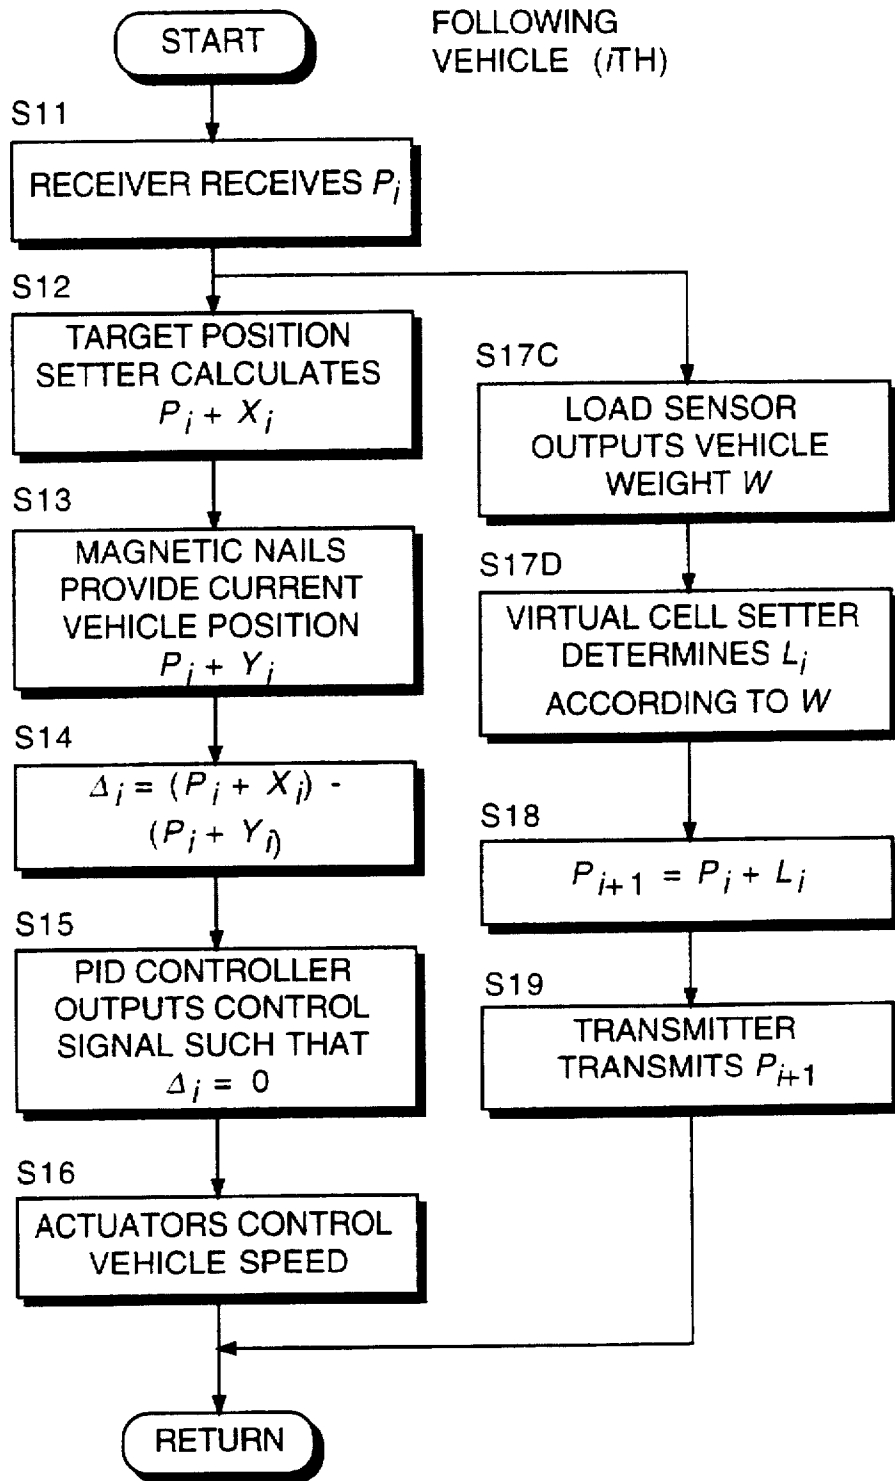 START
FOLLOWING
VEHICLE (iTH)
S11
RECEIVER RECEIVES Pi
S12
TARGET POSITION
SETTER CALCULATES
Pi + Xi
S13
MAGNETIC NAILS
PROVIDE CURRENT
VEHICLE POSITION
Pi + Yi
S14
Δi = (Pi + Xi) -
(Pi + Yi)
S15
PID CONTROLLER
OUTPUTS CONTROL
SIGNAL SUCH THAT
Δi = 0
S16
ACTUATORS CONTROL
VEHICLE SPEED
S17C
LOAD SENSOR
OUTPUTS VEHICLE
WEIGHT W
S17D
VIRTUAL CELL SETTER
DETERMINES Li
ACCORDING TO W
S18
Pi+1 = Pi + Li
S19
TRANSMITTER
TRANSMITS Pi+1
RETURN